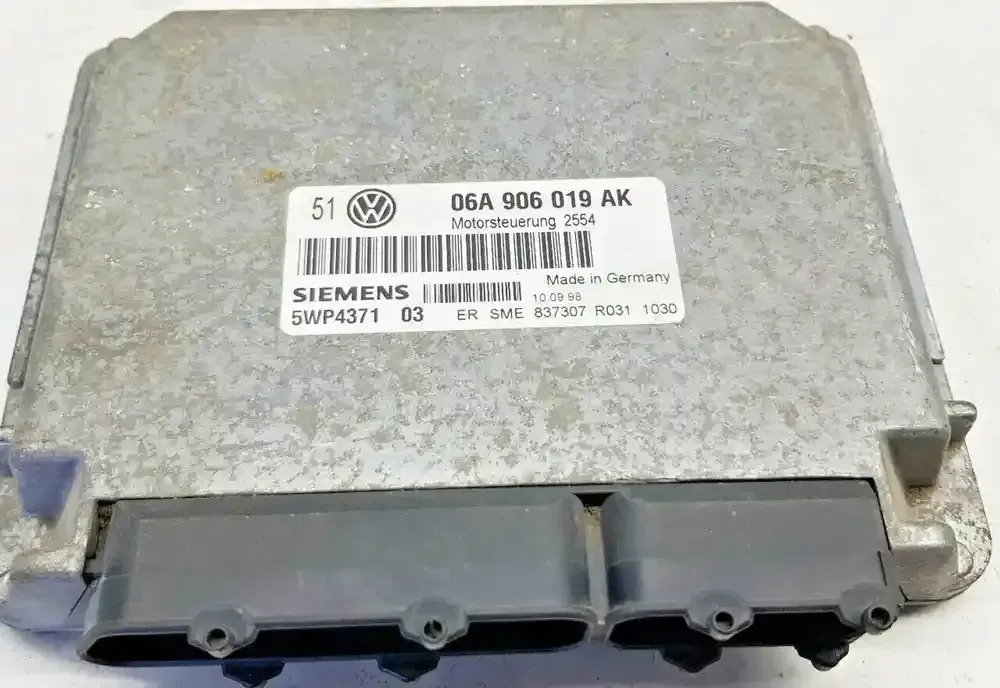 51 VW 06A 906 019 AK
Motorsteuerung 2554
Made in Germany
SIEMENS 10.09.98
5WP4371 03 ER SME 837307 R031 1030